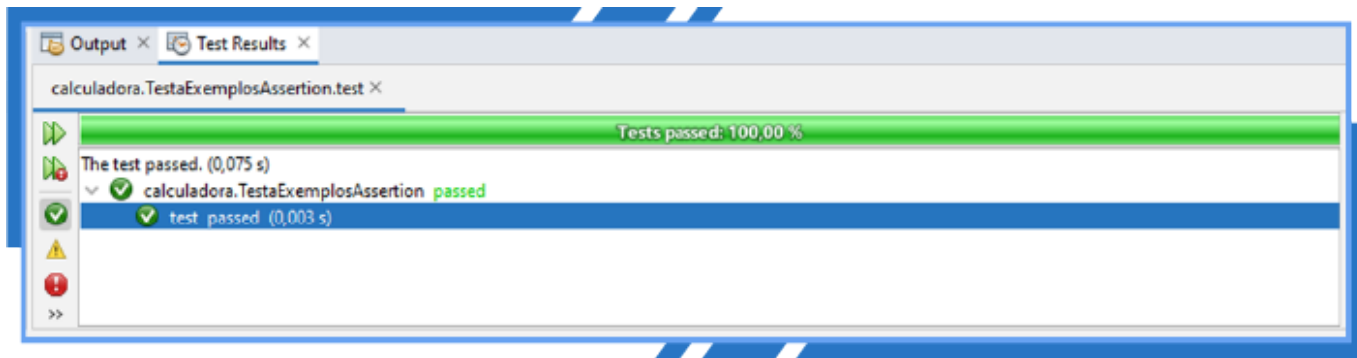 Output × Test Results ×
calculadora.TestaExemplosAssertion.test ×
Tests passed: 100,00 %
The test passed. (0,075 s)
calculadora.TestaExemplosAssertion passed
test passed (0,003 s)
>>